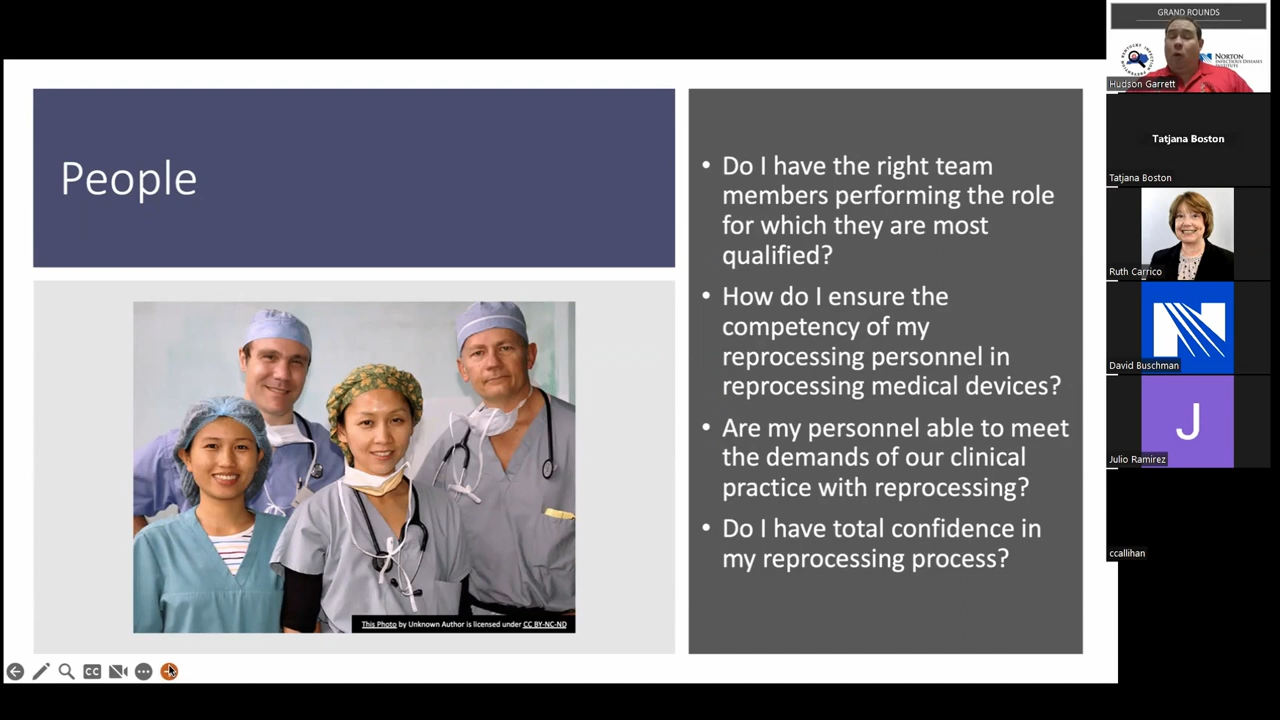 People
This Photo by Unknown Author is licensed under CC BY-NC-ND
• Do I have the right team
members performing the role
for which they are most
qualified?
• How do I ensure the
competency of my
reprocessing personnel in
reprocessing medical devices?
• Are my personnel able to meet
the demands of our clinical
practice with reprocessing?
• Do I have total confidence in
my reprocessing process?
CC
GRAND ROUNDS
NORTON
Hudson Garrett
Tatjana Boston
Tatjana Boston
Ruth Carrico
N
David Buschman
J
Julio Ramirez
ccallihan